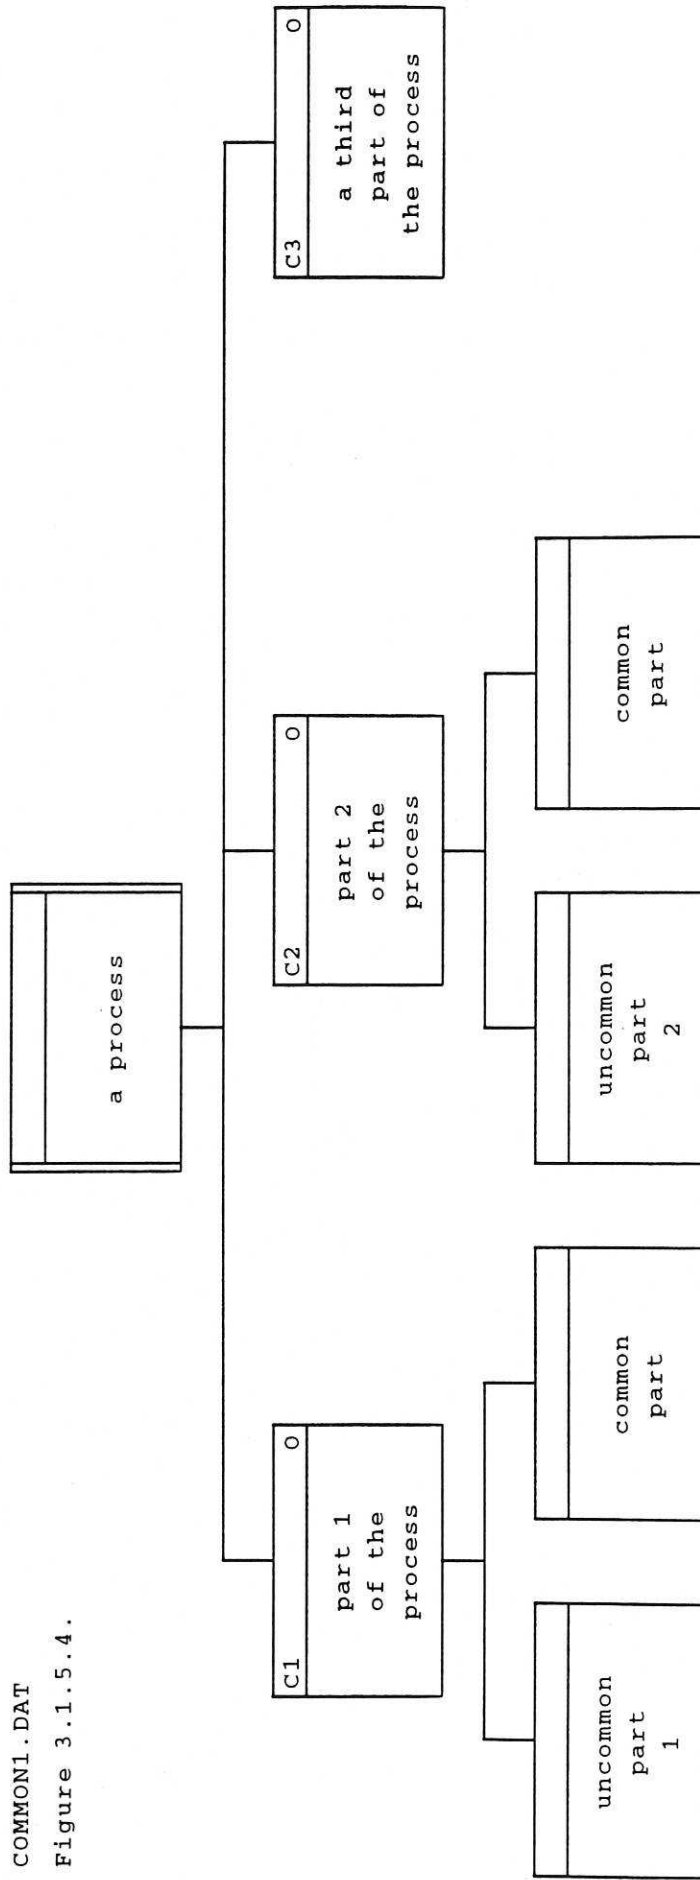 COMMON1.DAT
Figure 3.1.5.4.
a process
C1 O
part 1
of the
process
C2 O
part 2
of the
process
C3 O
a third
part of
the process
uncommon
part
1
common
part
uncommon
part
2
common
part